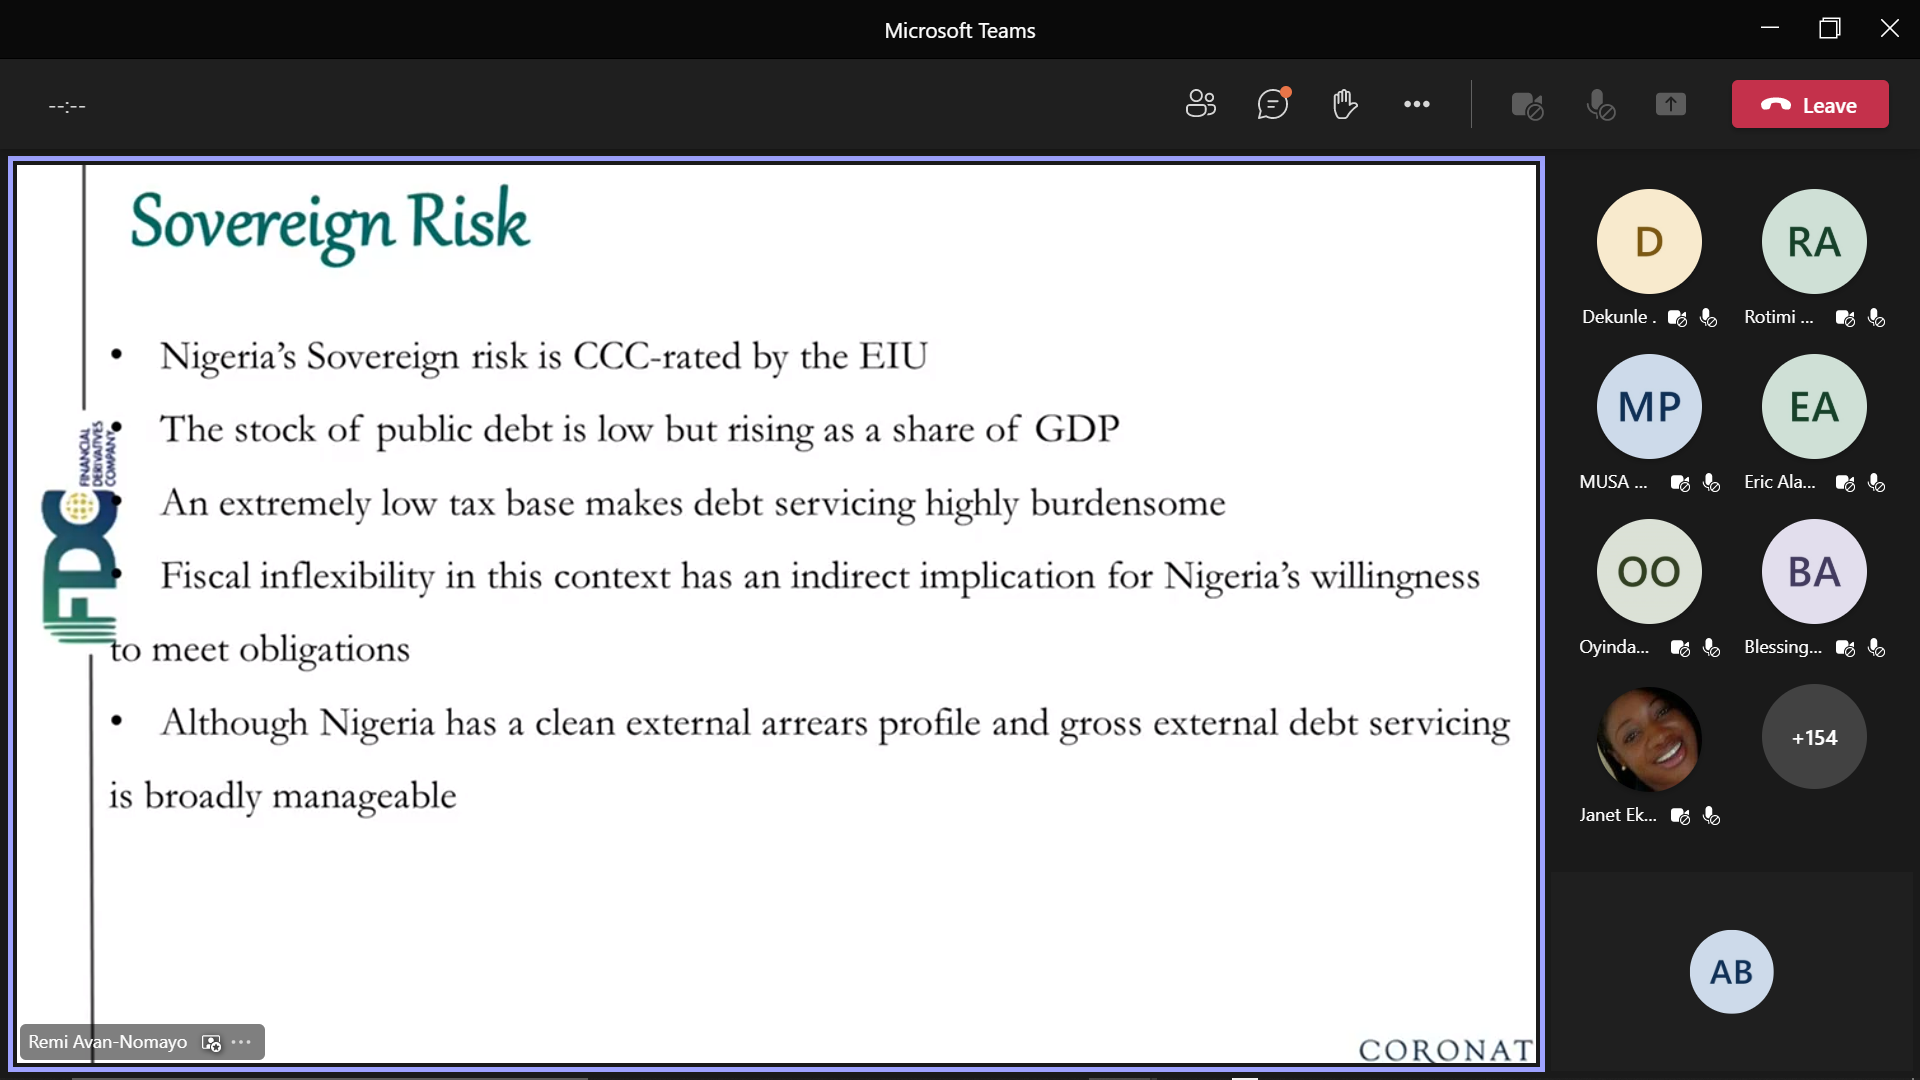 Microsoft Teams
--:--
Leave
Sovereign Risk
• Nigeria’s Sovereign risk is CCC-rated by the EIU
• The stock of public debt is low but rising as a share of GDP
• An extremely low tax base makes debt servicing highly burdensome
• Fiscal inflexibility in this context has an indirect implication for Nigeria’s willingness
to meet obligations
• Although Nigeria has a clean external arrears profile and gross external debt servicing
is broadly manageable
FDC
FINANCIAL
DERIVATIVES
COMPANY
Remi Avan-Nomayo
CORONAT
D
Dekunle .
RA
Rotimi ...
MP
MUSA ...
EA
Eric Ala...
OO
Oyinda...
BA
Blessing...
Janet Ek...
+154
AB